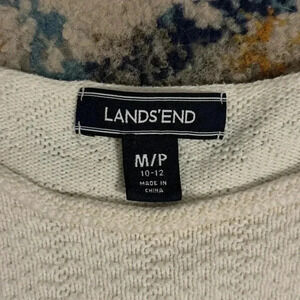 LANDS'END
M/P
10-12
MADE IN
CHINA